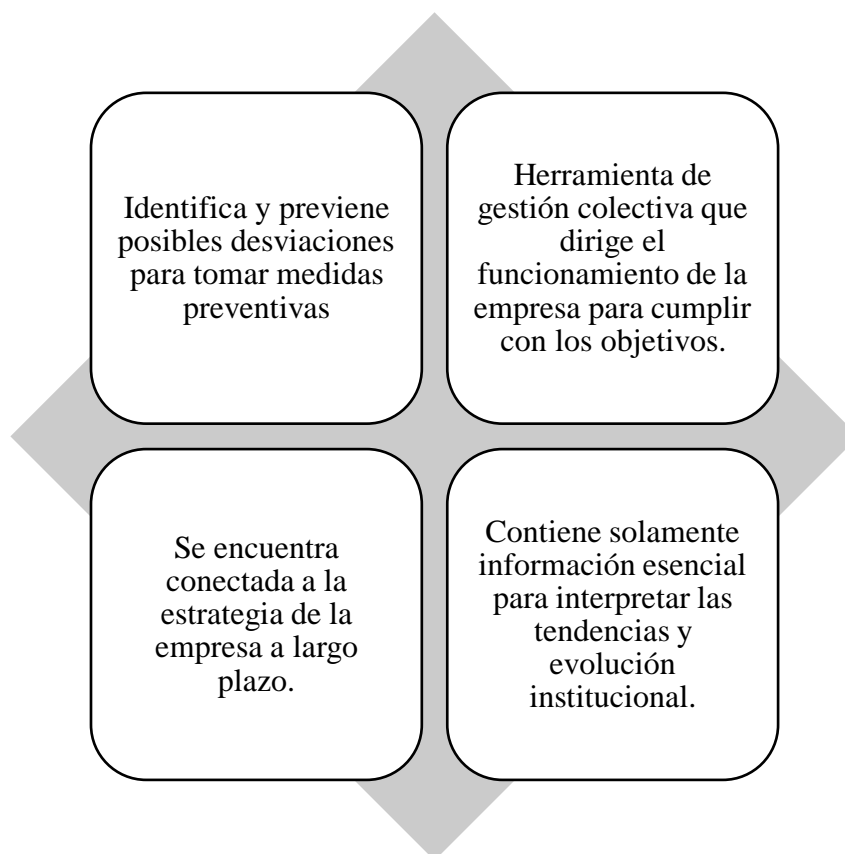 Identifica y previene
posibles desviaciones
para tomar medidas
preventivas
Herramienta de
gestión colectiva que
dirige el
funcionamiento de la
empresa para cumplir
con los objetivos.
Se encuentra
conectada a la
estrategia de la
empresa a largo
plazo.
Contiene solamente
información esencial
para interpretar las
tendencias y
evolución
institucional.